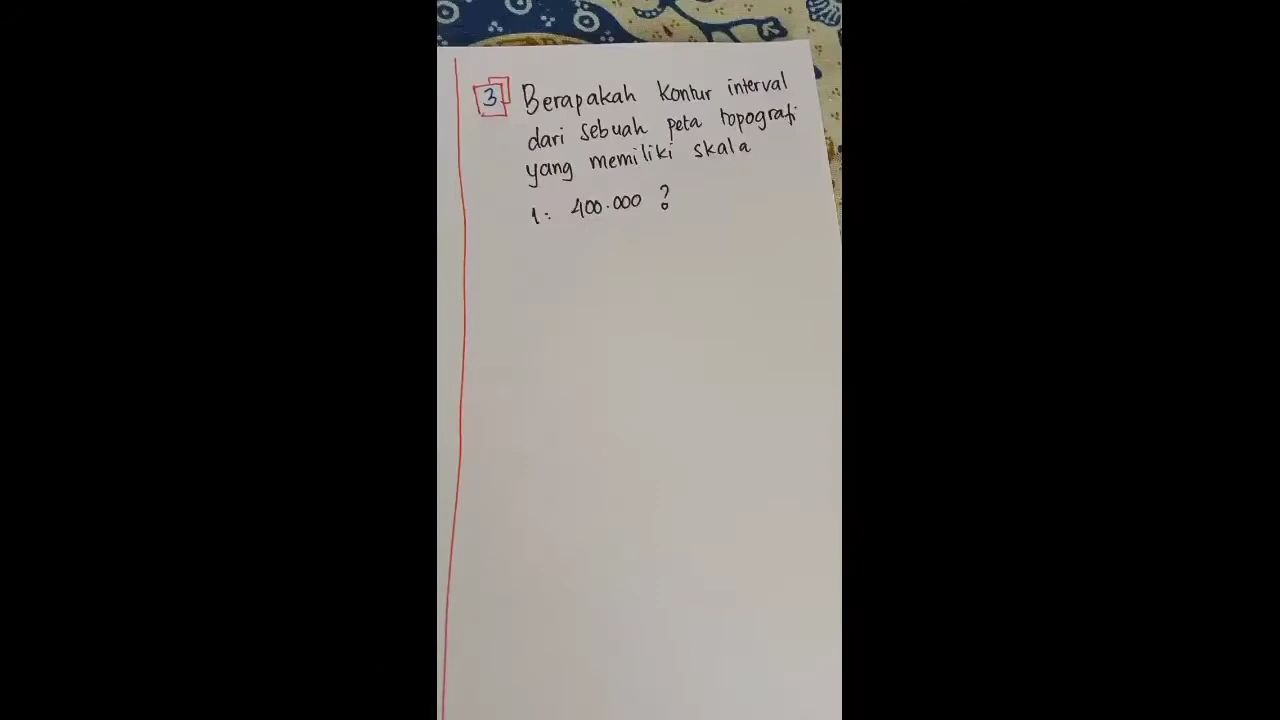 3 Berapakah kontur interval
dari sebuah peta topografi
yang memiliki skala
1: 400.000 ?